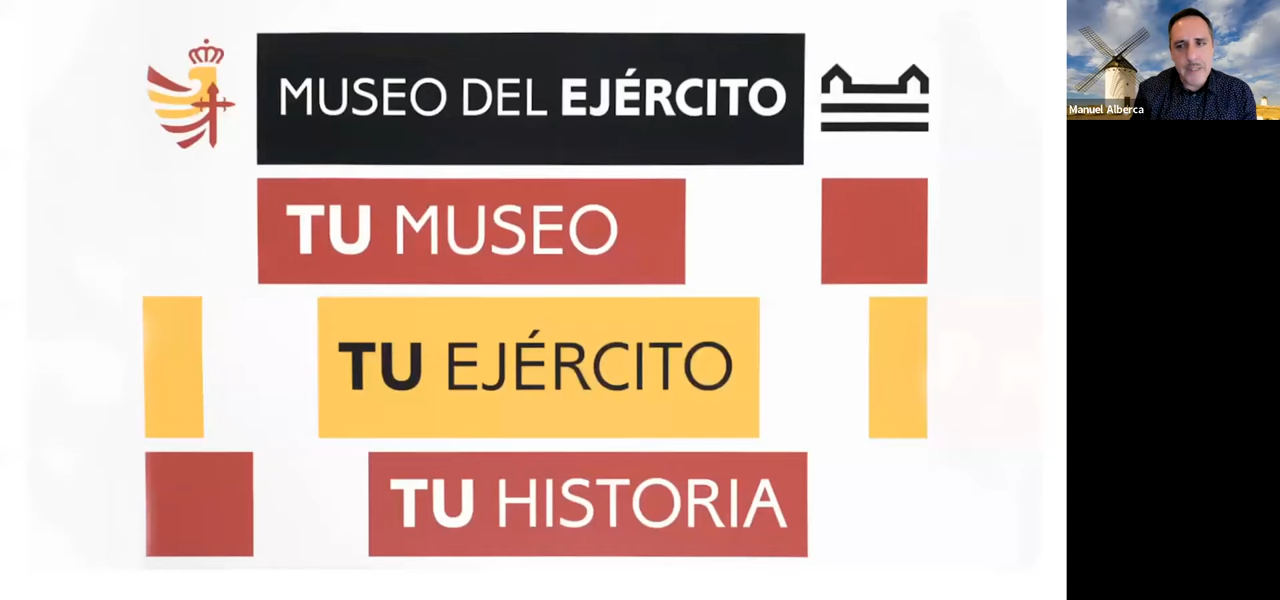 MUSEO DEL EJÉRCITO
TU MUSEO
TU EJÉRCITO
TU HISTORIA
Manuel Alberca